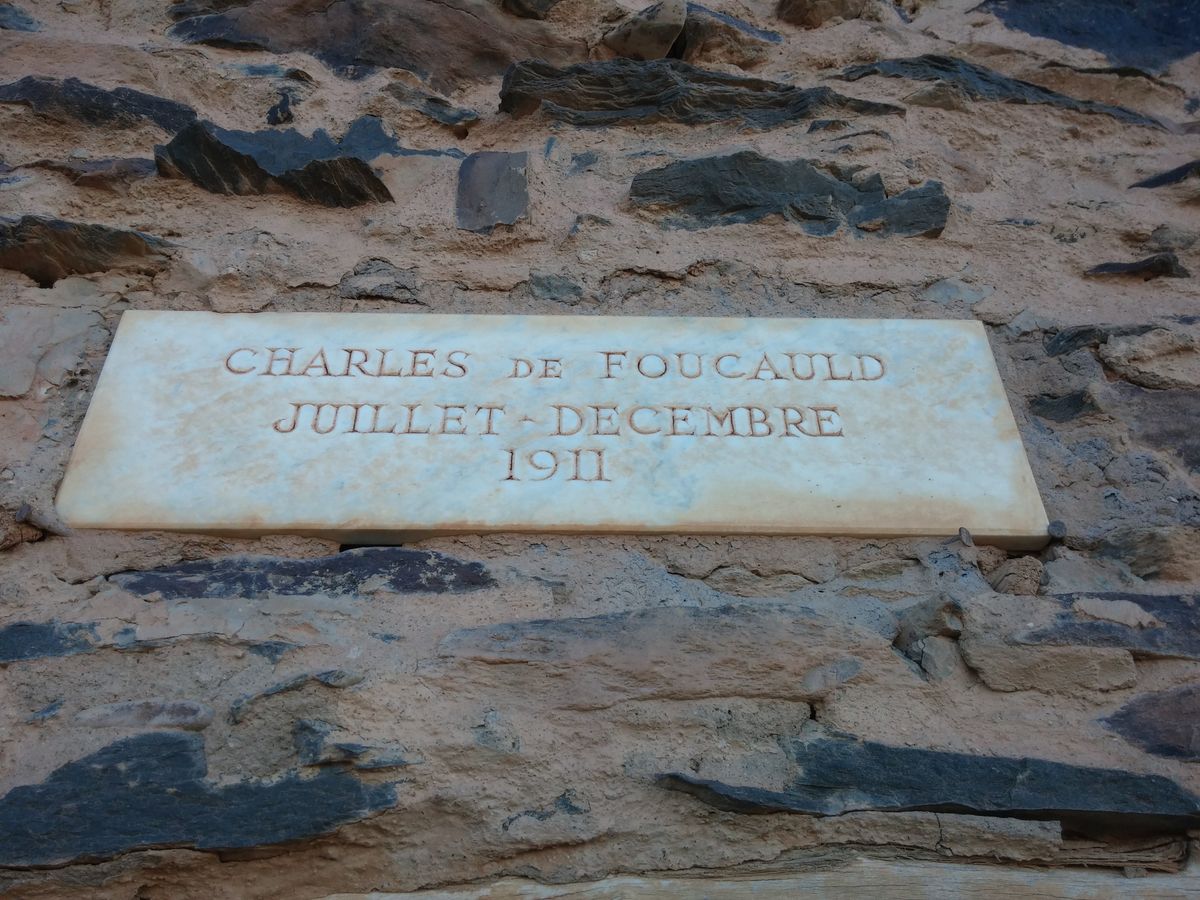 CHARLES DE FOUCAULD
JUILLET - DECEMBRE
1911